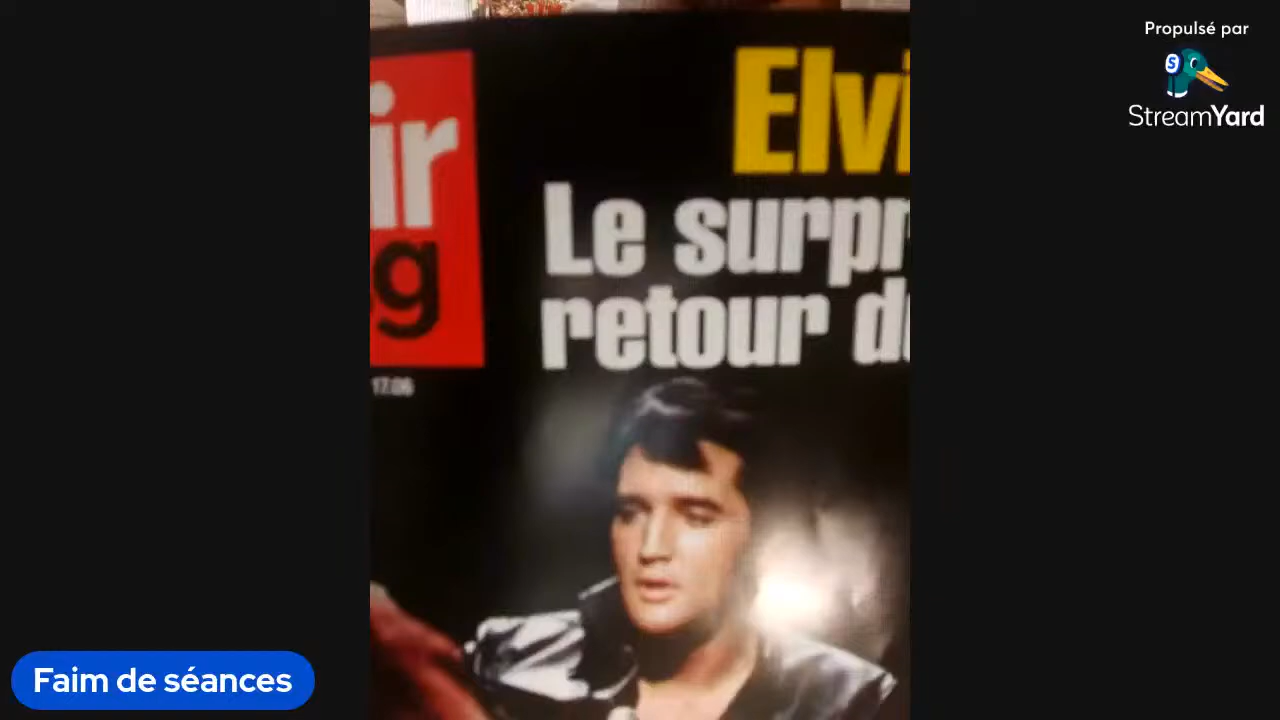 Propulsé par
StreamYard
ir
g
Elvi
Le surpr
retour d
17.06
Faim de séances